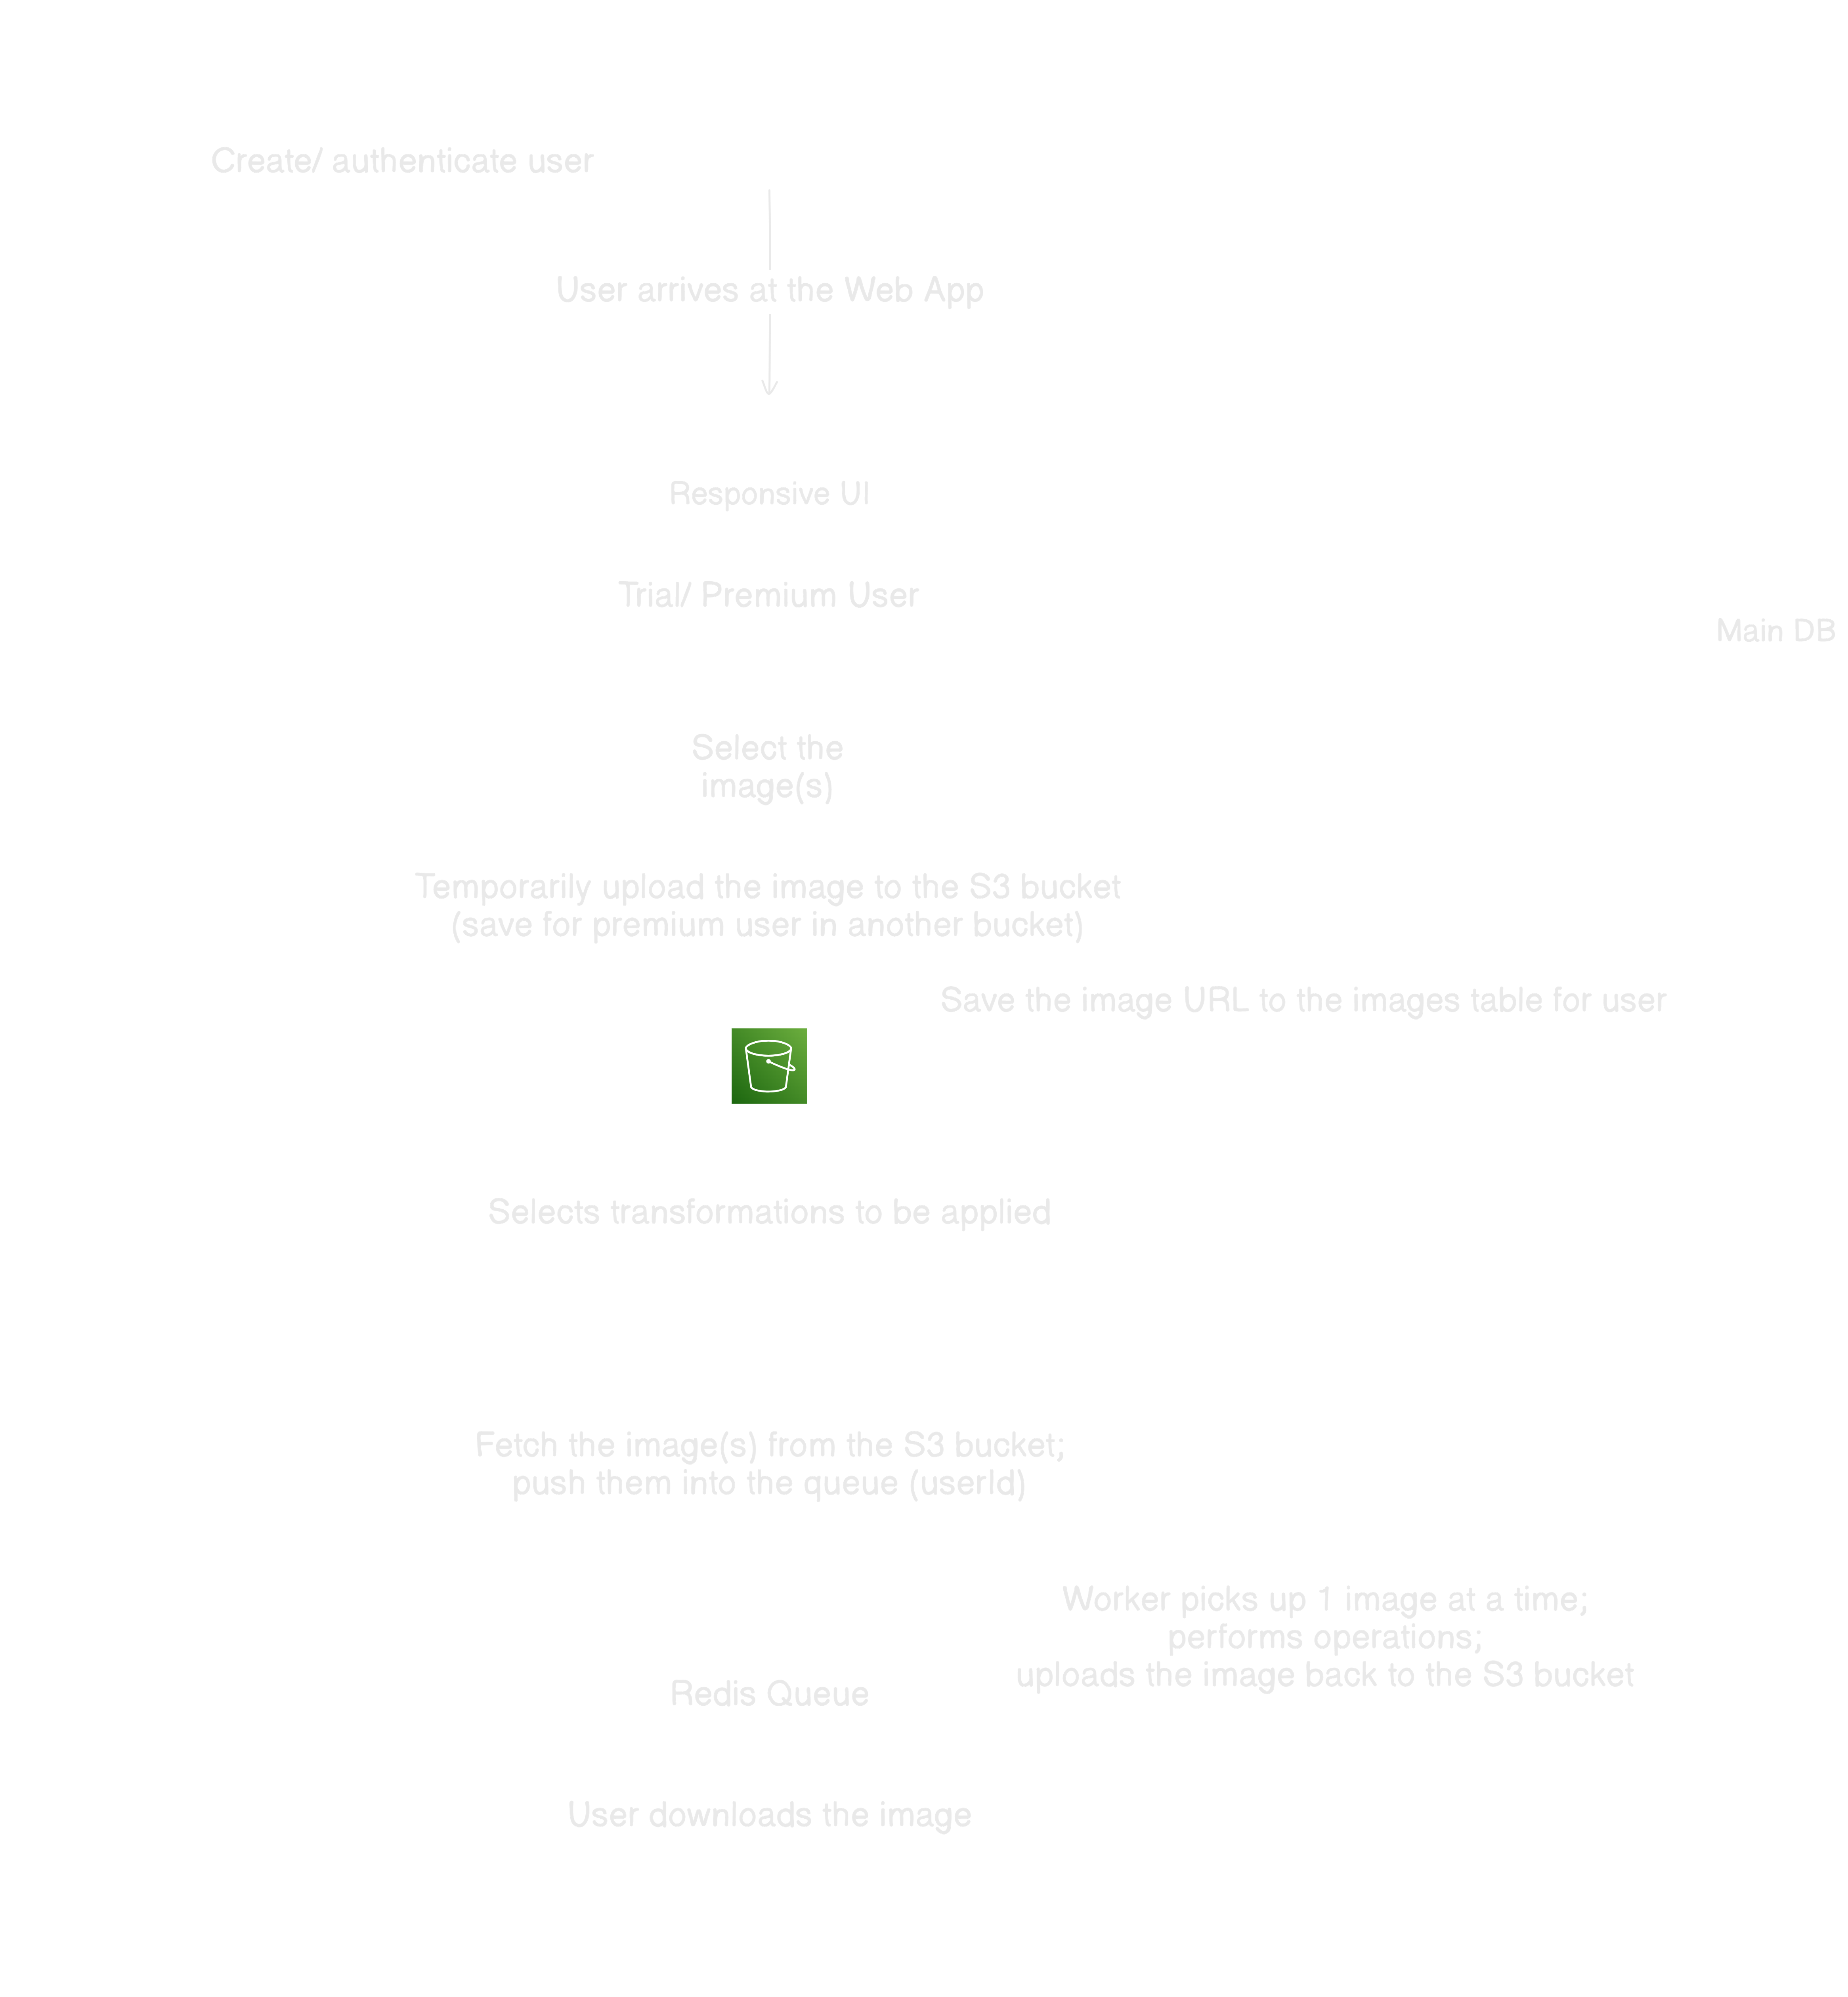 Create/ authenticate user
User arrives at the Web App
Responsive UI
Trial/ Premium User
Main DB
Select the
image(s)
Temporarily upload the image to the S3 bucket
(save for premium user in another bucket)
Save the image URL to the images table for user
Selects transformations to be applied
Fetch the image(s) from the S3 bucket;
push them into the queue (userId)
Worker picks up 1 image at a time;
performs operations;
uploads the image back to the S3 bucket
Redis Queue
User downloads the image